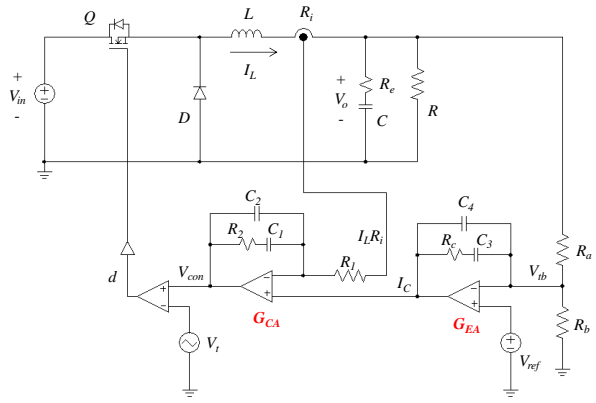 Q
L
R_i
+
V_in
-
I_L
D
+
V_o
-
R_e
C
R
C_2
R_2
C_1
I_L R_i
R_1
C_4
R_c
C_3
R_a
V_con
I_C
V_tb
d
+
-
-
+
-
+
G_CA
G_EA
R_b
V_t
+
-
V_ref